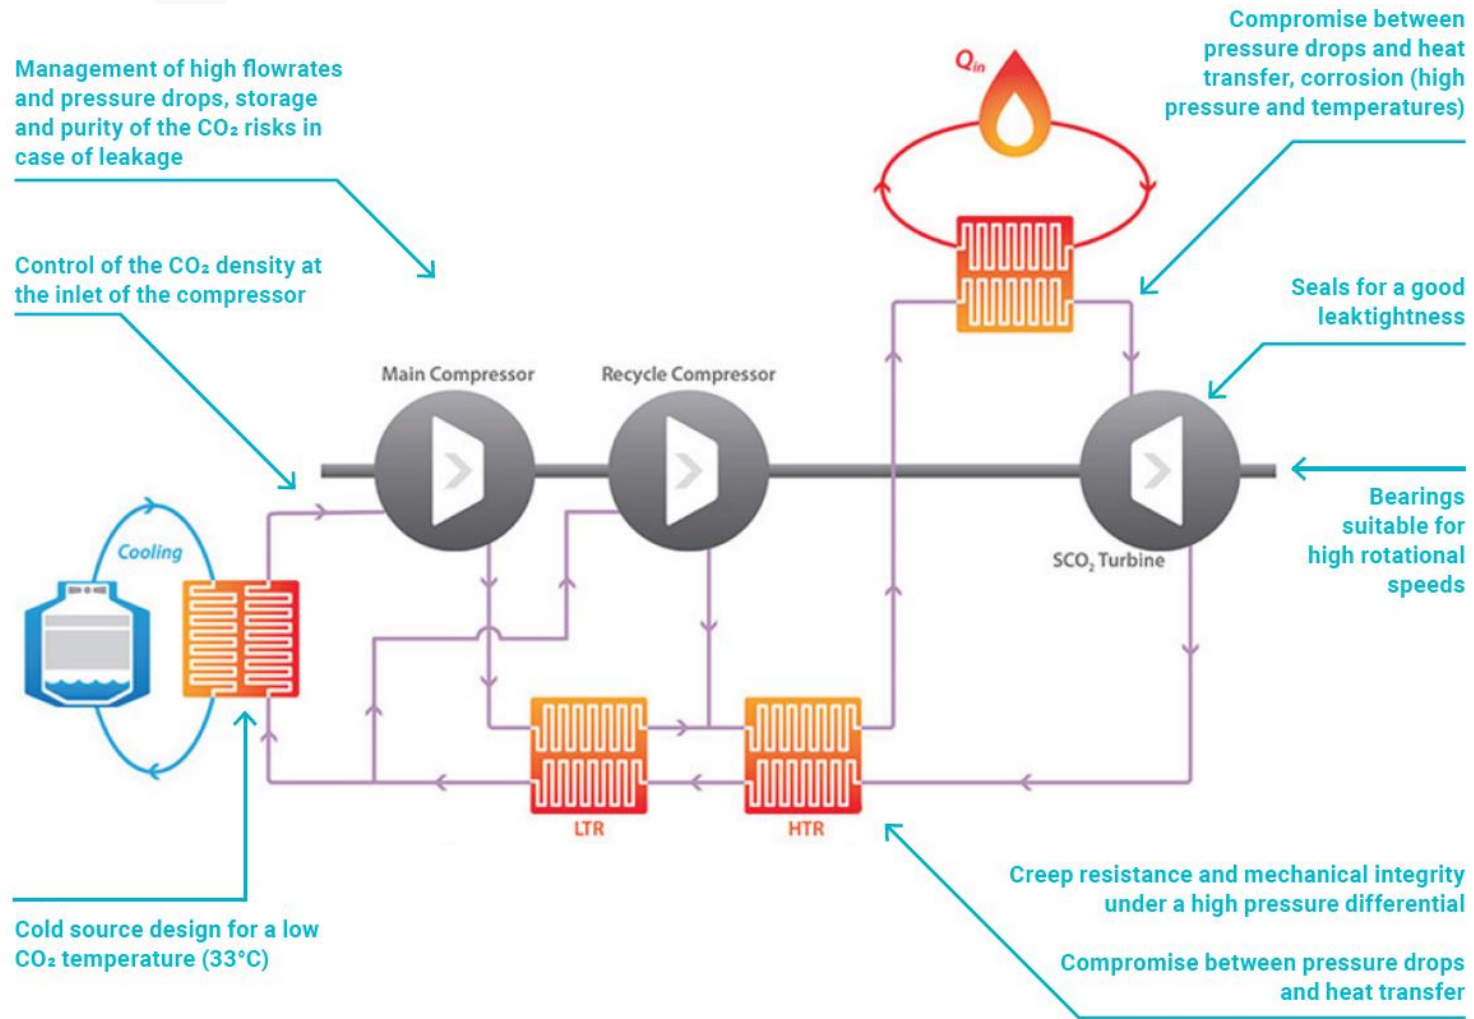 Management of high flowrates
and pressure drops, storage
and purity of the CO₂ risks in
case of leakage
Control of the CO₂ density at
the inlet of the compressor
Qin
Compromise between
pressure drops and heat
transfer, corrosion (high
pressure and temperatures)
Seals for a good
leaktightness
Main Compressor
Recycle Compressor
SCO₂ Turbine
Bearings
suitable for
high rotational
speeds
Cooling
LTR
HTR
Cold source design for a low
CO₂ temperature (33°C)
Creep resistance and mechanical integrity
under a high pressure differential
Compromise between pressure drops
and heat transfer